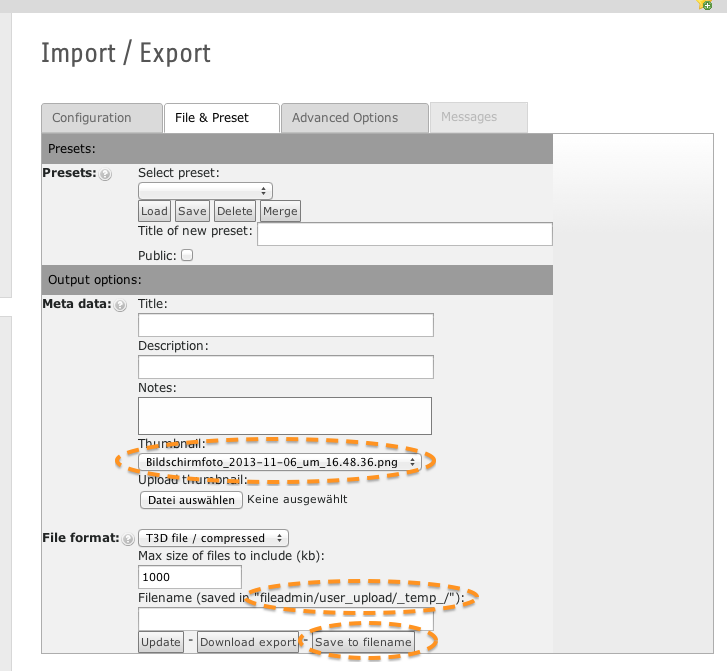 Import / Export
Configuration File & Preset Advanced Options Messages
Presets:
Presets: Select preset:
Load Save Delete Merge
Title of new preset:
Public:
Output options:
Meta data: Title:
Description:
Notes:
Thumbnail:
Bildschirmfoto_2013-11-06_um_16.48.36.png
Upload thumbnail:
Datei auswählen Keine ausgewählt
File format: T3D file / compressed
Max size of files to include (kb):
1000
Filename (saved in "fileadmin/user_upload/_temp_/"):
Update - Download export - Save to filename